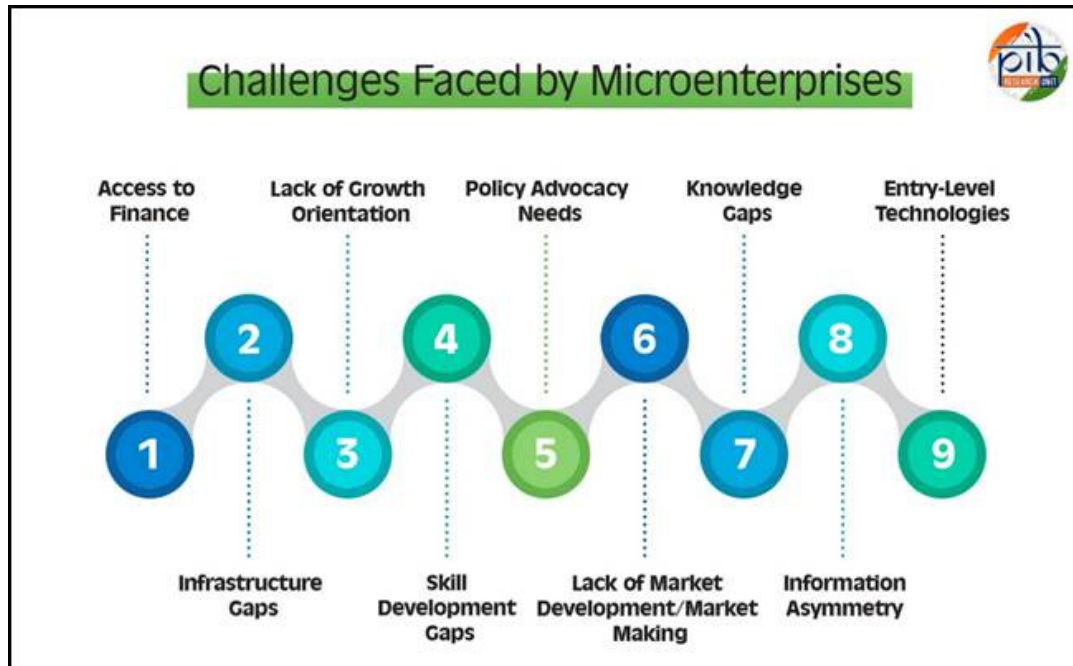 Challenges Faced by Microenterprises
pib
RESEARCH UNIT
Access to
Finance
Lack of Growth
Orientation
Policy Advocacy
Needs
Knowledge
Gaps
Entry-Level
Technologies
2
4
6
8
1
3
5
7
9
Infrastructure
Gaps
Skill
Development
Gaps
Lack of Market
Development/Market
Making
Information
Asymmetry